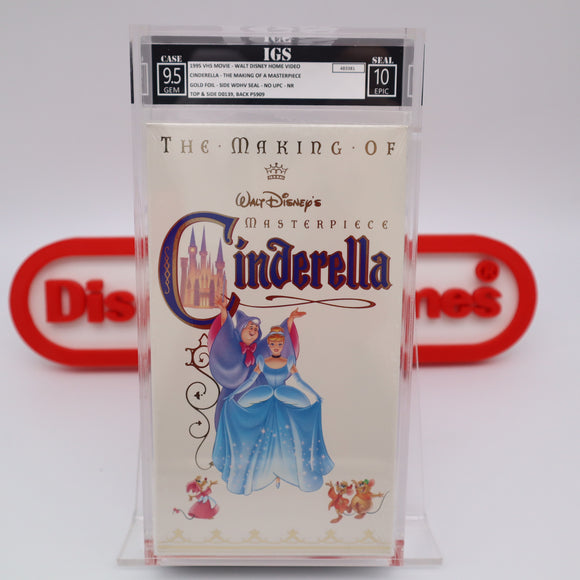 IGS
CASE
9.5
GEM
1995 VHS MOVIE - WALT DISNEY HOME VIDEO
CINDERELLA - THE MAKING OF A MASTERPIECE
GOLD FOIL - SIDE WDHV SEAL - NO UPC - NR
TOP & SIDE D0139, BACK P5909
SEAL
10
EPIC
THE · MAKING · OF
Walt Disney's
MASTERPIECE
Cinderella